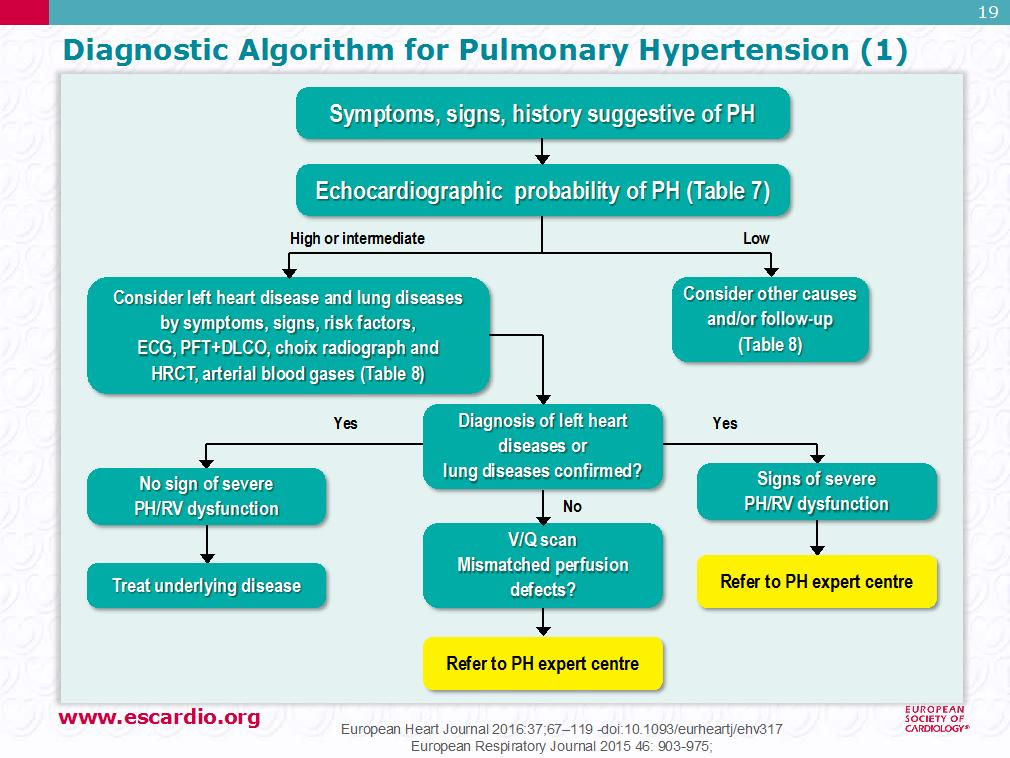 19
Diagnostic Algorithm for Pulmonary Hypertension (1)
Symptoms, signs, history suggestive of PH
Echocardiographic probability of PH (Table 7)
High or intermediate
Low
Consider left heart disease and lung diseases
by symptoms, signs, risk factors,
ECG, PFT+DLCO, choix radiograph and
HRCT, arterial blood gases (Table 8)
Consider other causes
and/or follow-up
(Table 8)
Yes
Diagnosis of left heart
diseases or
lung diseases confirmed?
Yes
No sign of severe
PH/RV dysfunction
Signs of severe
PH/RV dysfunction
No
V/Q scan
Mismatched perfusion
defects?
Treat underlying disease
Refer to PH expert centre
Refer to PH expert centre
www.escardio.org
European Heart Journal 2016:37;67–119 -doi:10.1093/eurheartj/ehv317
European Respiratory Journal 2015 46: 903-975;
EUROPEAN
SOCIETY OF
CARDIOLOGY®